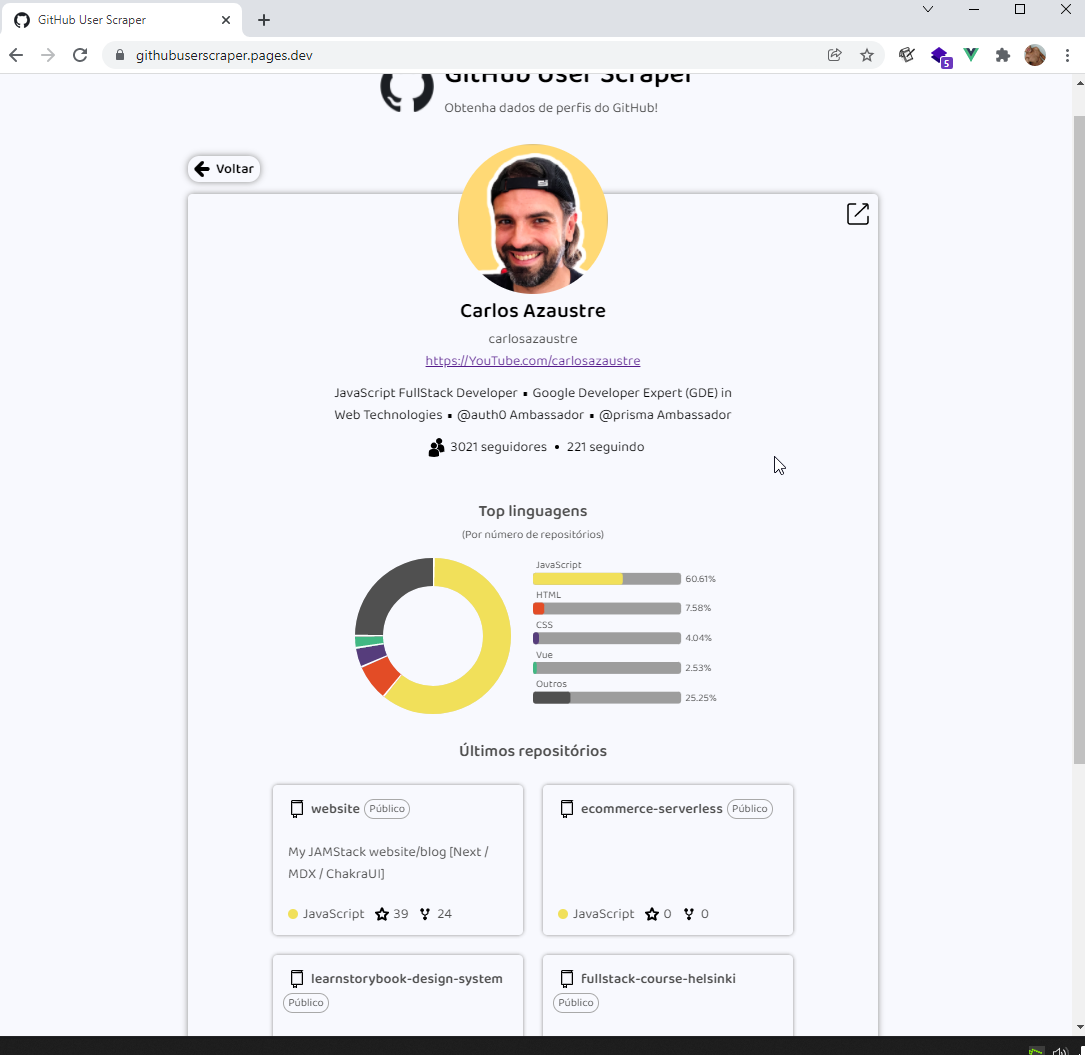 GitHub User Scraper
githubuserscraper.pages.dev
5
GitHub User Scraper
Obtenha dados de perfis do GitHub!
Voltar
Carlos Azaustre
carlosazaustre
https://YouTube.com/carlosazaustre
JavaScript FullStack Developer ▪ Google Developer Expert (GDE) in
Web Technologies ▪ @auth0 Ambassador ▪ @prisma Ambassador
3021 seguidores • 221 seguindo
Top linguagens
(Por número de repositórios)
JavaScript
60.61%
HTML
7.58%
CSS
4.04%
Vue
2.53%
Outros
25.25%
Últimos repositórios
website Público
My JAMStack website/blog [Next /
MDX / ChakraUI]
JavaScript 39 24
ecommerce-serverless Público
JavaScript 0 0
learnstorybook-design-system
Público
fullstack-course-helsinki
Público